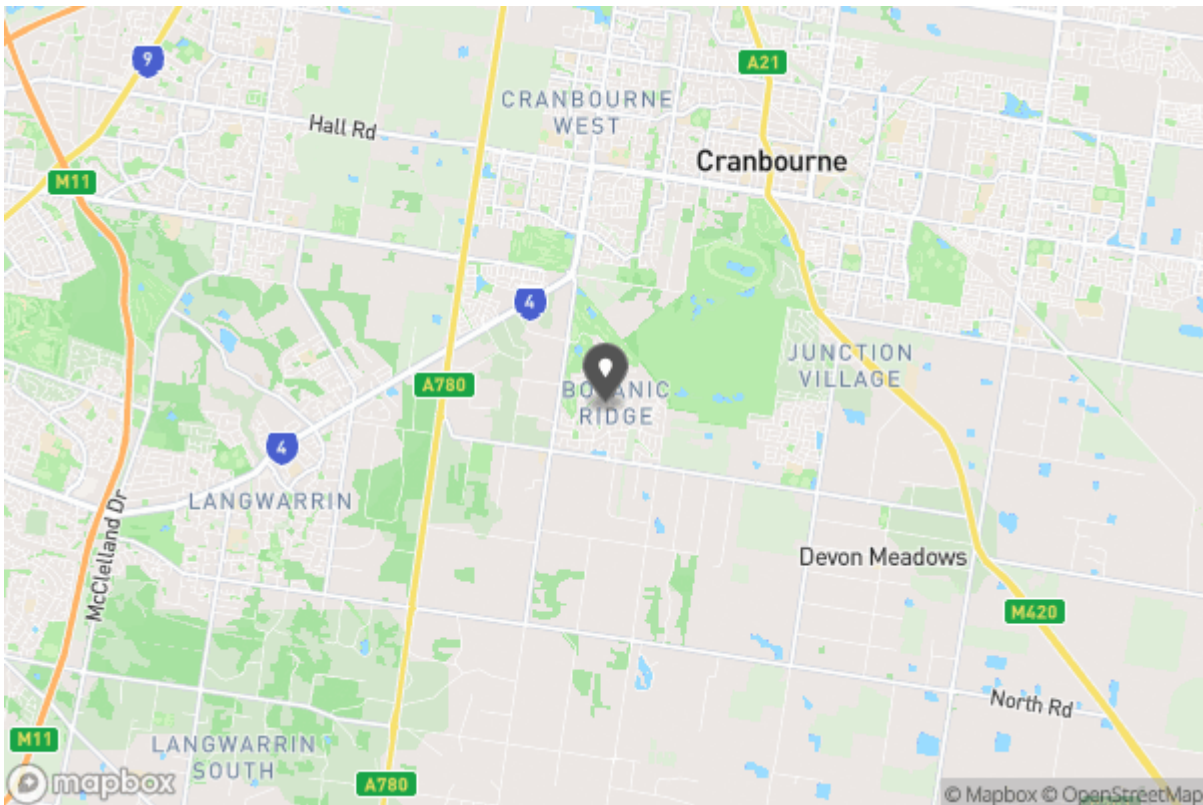 9
A21
CRANBOURNE
WEST
Hall Rd
Cranbourne
M11
4
JUNCTION
VILLAGE
A780
BOTANIC
RIDGE
4
LANGWARRIN
McClelland Dr
Devon Meadows
M420
North Rd
M11
LANGWARRIN
SOUTH
A780
mapbox
© Mapbox © OpenStreetMap